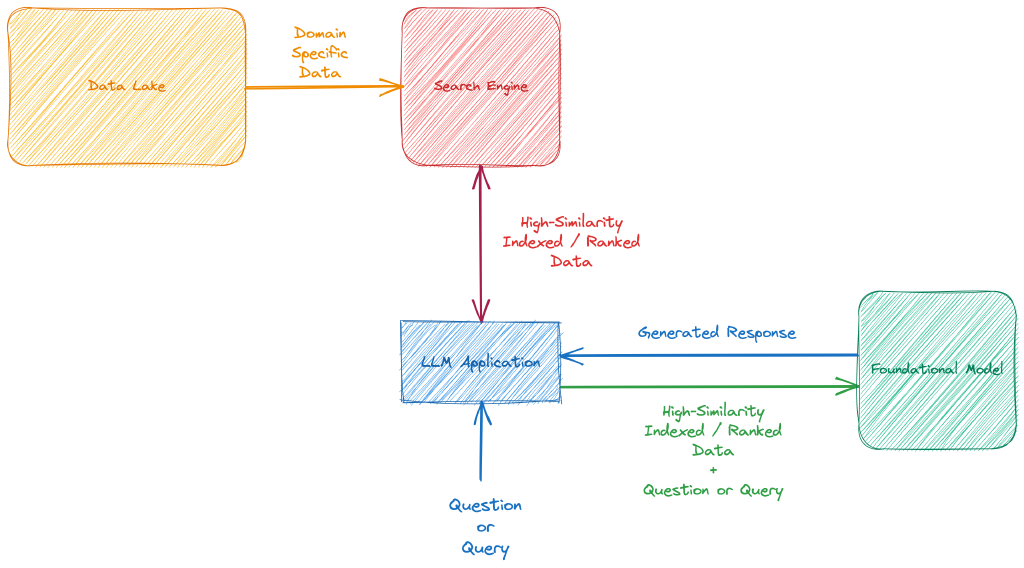 Domain
Specific
Data
Data Lake
Search Engine
High-Similarity
Indexed / Ranked
Data
Generated Response
LLM Application
Foundational Model
High-Similarity
Indexed / Ranked
Data
+
Question or Query
Question
or
Query